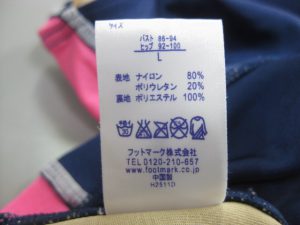 サイズ
バスト 86-94
ヒップ 92-100
L
表地 ナイロン 80%
ポリウレタン 20%
裏地 ポリエステル 100%
フットマーク株式会社
TEL 0120-210-657
www.footmark.co.jp
中国製
H2511D